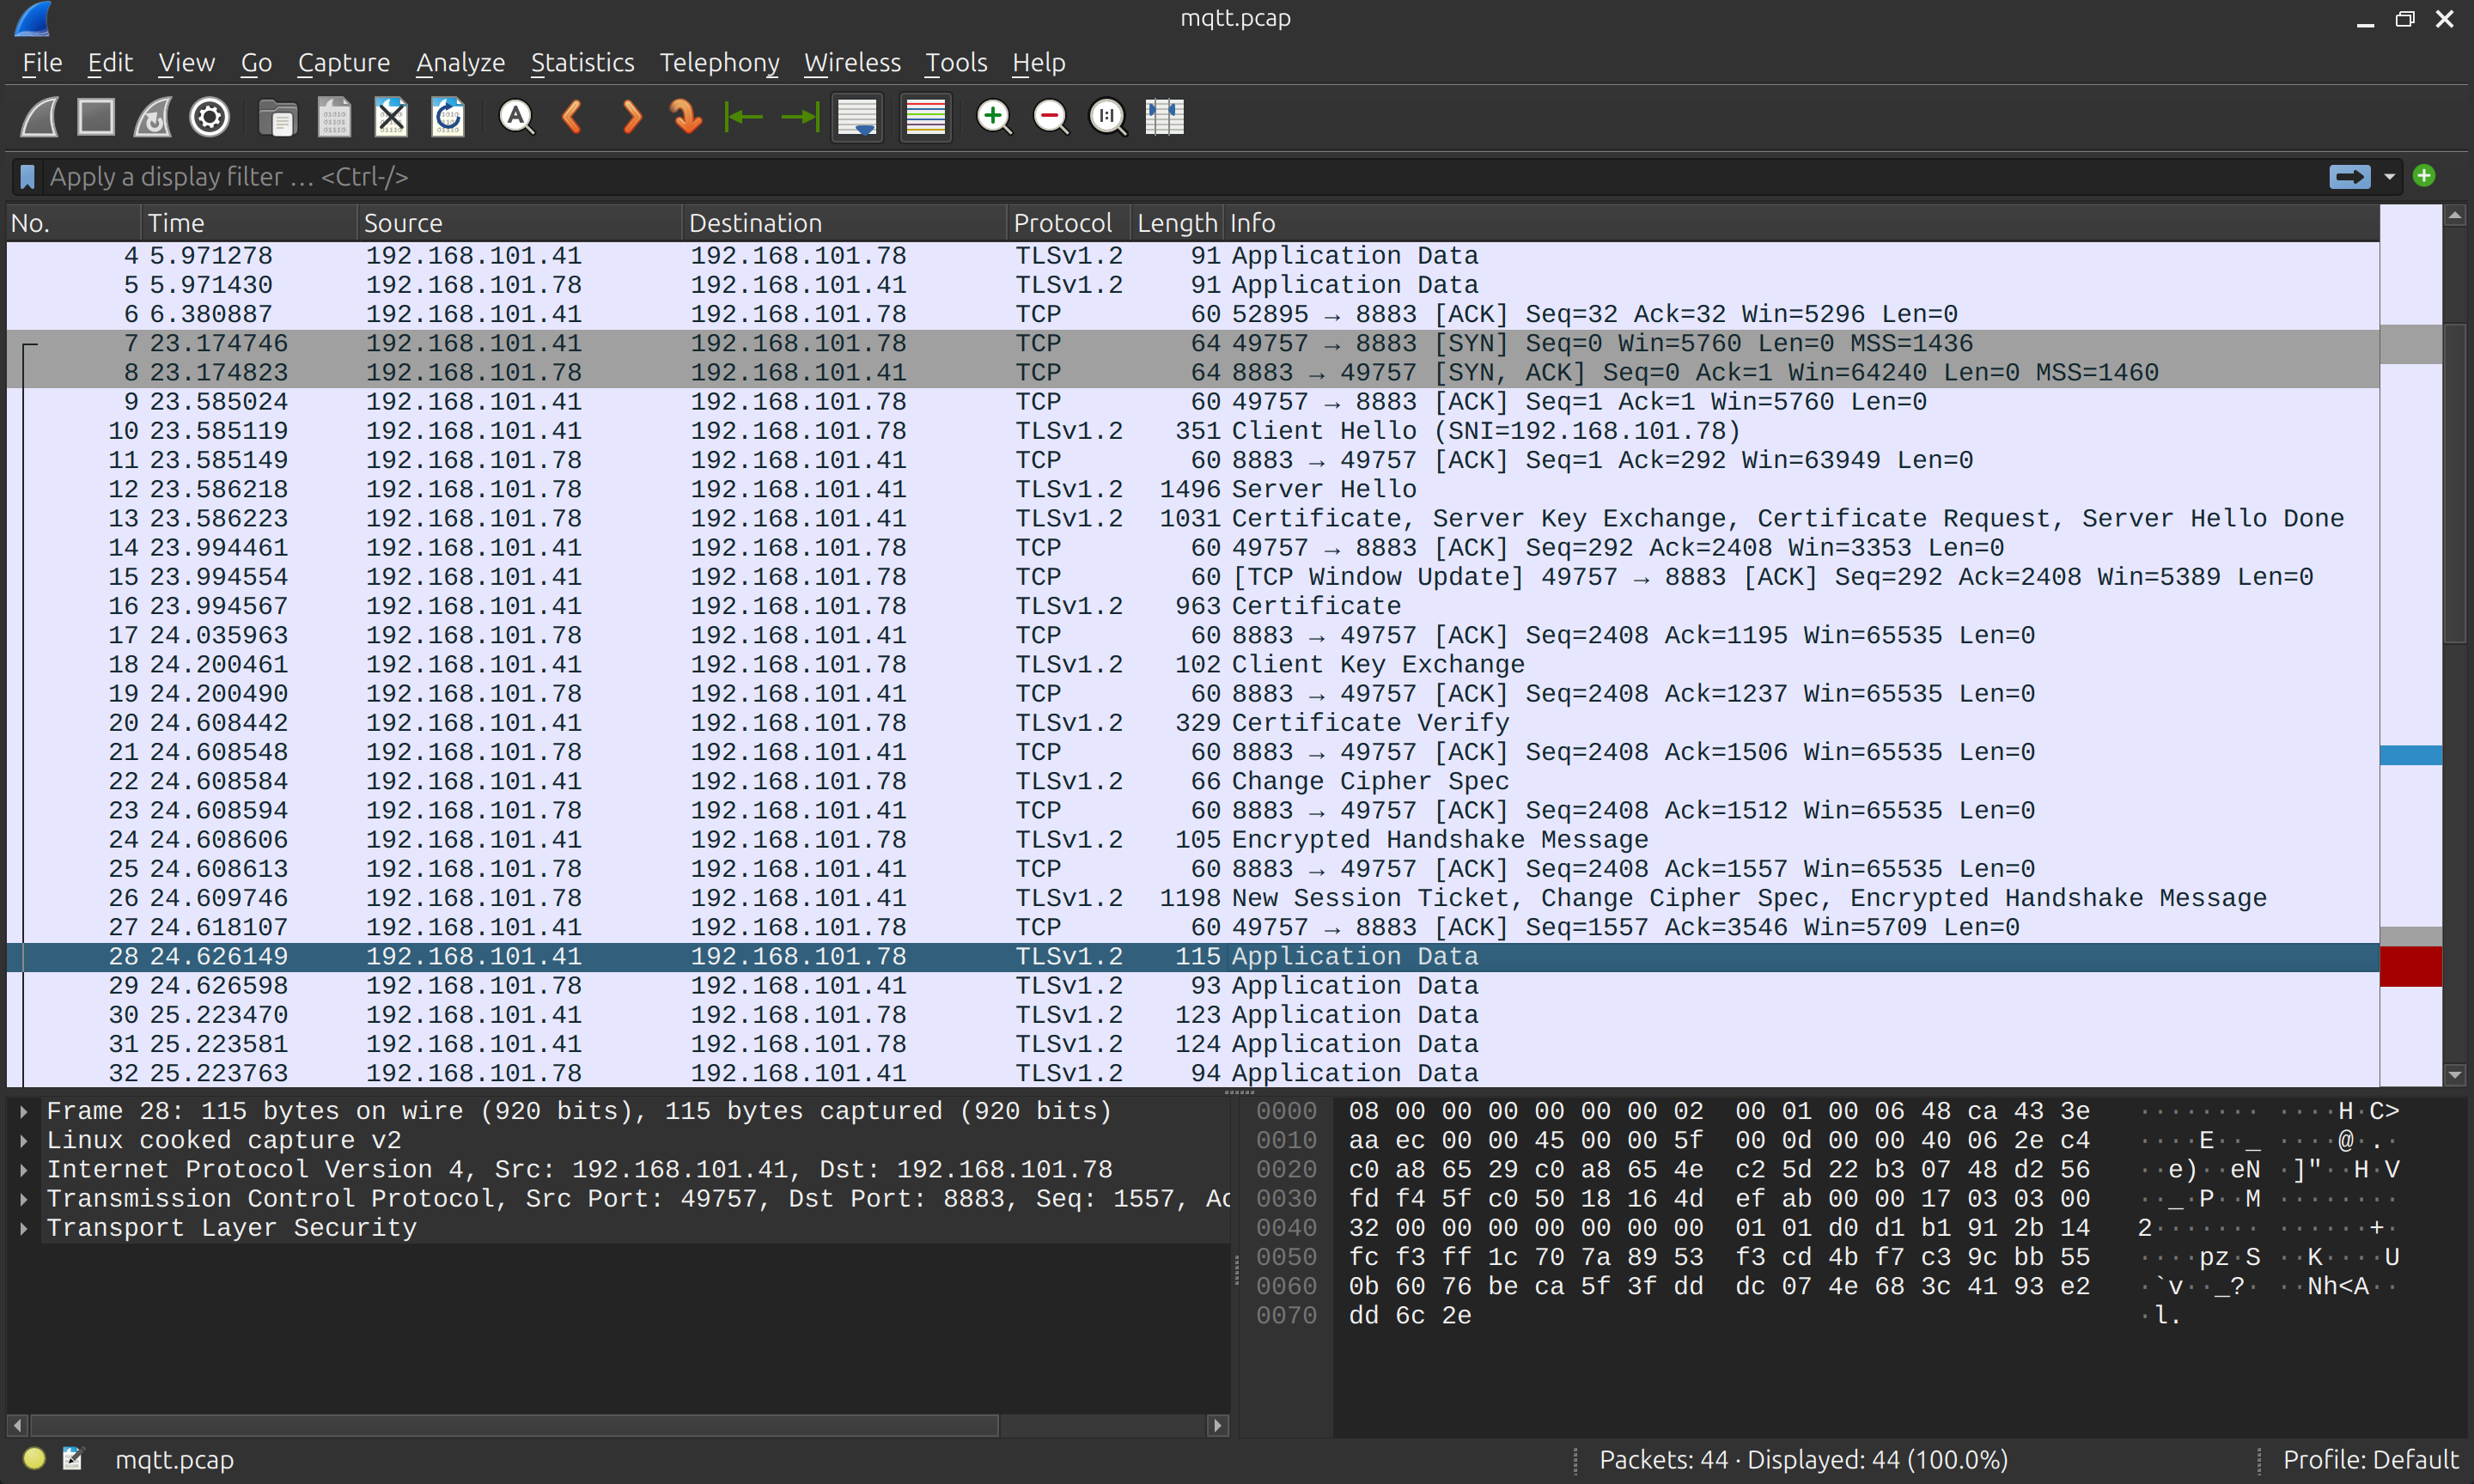 mqtt.pcap
File Edit View Go Capture Analyze Statistics Telephony Wireless Tools Help
Apply a display filter … <Ctrl-/>
No. Time Source Destination Protocol Length Info
4 5.971278 192.168.101.41 192.168.101.78 TLSv1.2 91 Application Data
5 5.971430 192.168.101.78 192.168.101.41 TLSv1.2 91 Application Data
6 6.380887 192.168.101.41 192.168.101.78 TCP 60 52895 → 8883 [ACK] Seq=32 Ack=32 Win=5296 Len=0
7 23.174746 192.168.101.41 192.168.101.78 TCP 64 49757 → 8883 [SYN] Seq=0 Win=5760 Len=0 MSS=1436
8 23.174823 192.168.101.78 192.168.101.41 TCP 64 8883 → 49757 [SYN, ACK] Seq=0 Ack=1 Win=64240 Len=0 MSS=1460
9 23.585024 192.168.101.41 192.168.101.78 TCP 60 49757 → 8883 [ACK] Seq=1 Ack=1 Win=5760 Len=0
10 23.585119 192.168.101.41 192.168.101.78 TLSv1.2 351 Client Hello (SNI=192.168.101.78)
11 23.585149 192.168.101.78 192.168.101.41 TCP 60 8883 → 49757 [ACK] Seq=1 Ack=292 Win=63949 Len=0
12 23.586218 192.168.101.78 192.168.101.41 TLSv1.2 1496 Server Hello
13 23.586223 192.168.101.78 192.168.101.41 TLSv1.2 1031 Certificate, Server Key Exchange, Certificate Request, Server Hello Done
14 23.994461 192.168.101.41 192.168.101.78 TCP 60 49757 → 8883 [ACK] Seq=292 Ack=2408 Win=3353 Len=0
15 23.994554 192.168.101.41 192.168.101.78 TCP 60 [TCP Window Update] 49757 → 8883 [ACK] Seq=292 Ack=2408 Win=5389 Len=0
16 23.994567 192.168.101.41 192.168.101.78 TLSv1.2 963 Certificate
17 24.035963 192.168.101.78 192.168.101.41 TCP 60 8883 → 49757 [ACK] Seq=2408 Ack=1195 Win=65535 Len=0
18 24.200461 192.168.101.41 192.168.101.78 TLSv1.2 102 Client Key Exchange
19 24.200490 192.168.101.78 192.168.101.41 TCP 60 8883 → 49757 [ACK] Seq=2408 Ack=1237 Win=65535 Len=0
20 24.608442 192.168.101.41 192.168.101.78 TLSv1.2 329 Certificate Verify
21 24.608548 192.168.101.78 192.168.101.41 TCP 60 8883 → 49757 [ACK] Seq=2408 Ack=1506 Win=65535 Len=0
22 24.608584 192.168.101.41 192.168.101.78 TLSv1.2 66 Change Cipher Spec
23 24.608594 192.168.101.78 192.168.101.41 TCP 60 8883 → 49757 [ACK] Seq=2408 Ack=1512 Win=65535 Len=0
24 24.608606 192.168.101.41 192.168.101.78 TLSv1.2 105 Encrypted Handshake Message
25 24.608613 192.168.101.78 192.168.101.41 TCP 60 8883 → 49757 [ACK] Seq=2408 Ack=1557 Win=65535 Len=0
26 24.609746 192.168.101.78 192.168.101.41 TLSv1.2 1198 New Session Ticket, Change Cipher Spec, Encrypted Handshake Message
27 24.618107 192.168.101.41 192.168.101.78 TCP 60 49757 → 8883 [ACK] Seq=1557 Ack=3546 Win=5709 Len=0
28 24.626149 192.168.101.41 192.168.101.78 TLSv1.2 115 Application Data
29 24.626598 192.168.101.78 192.168.101.41 TLSv1.2 93 Application Data
30 25.223470 192.168.101.41 192.168.101.78 TLSv1.2 123 Application Data
31 25.223581 192.168.101.41 192.168.101.78 TLSv1.2 124 Application Data
32 25.223763 192.168.101.78 192.168.101.41 TLSv1.2 94 Application Data
Frame 28: 115 bytes on wire (920 bits), 115 bytes captured (920 bits)
Linux cooked capture v2
Internet Protocol Version 4, Src: 192.168.101.41, Dst: 192.168.101.78
Transmission Control Protocol, Src Port: 49757, Dst Port: 8883, Seq: 1557, Ac
Transport Layer Security
0000 08 00 00 00 00 00 00 02 00 01 00 06 48 ca 43 3e ········ ····H·C>
0010 aa ec 00 00 45 00 00 5f 00 0d 00 00 40 06 2e c4 ····E··_ ····@·.·
0020 c0 a8 65 29 c0 a8 65 4e c2 5d 22 b3 07 48 d2 56 ··e)··eN ·]"··H·V
0030 fd f4 5f c0 50 18 16 4d ef ab 00 00 17 03 03 00 ··_·P··M ········
0040 32 00 00 00 00 00 00 00 01 01 d0 d1 b1 91 2b 14 2······· ······+·
0050 fc f3 ff 1c 70 7a 89 53 f3 cd 4b f7 c3 9c bb 55 ····pz·S ··K····U
0060 0b 60 76 be ca 5f 3f dd dc 07 4e 68 3c 41 93 e2 ·`v··_?· ··Nh<A··
0070 dd 6c 2e ·l.
mqtt.pcap
Packets: 44 · Displayed: 44 (100.0%)
Profile: Default